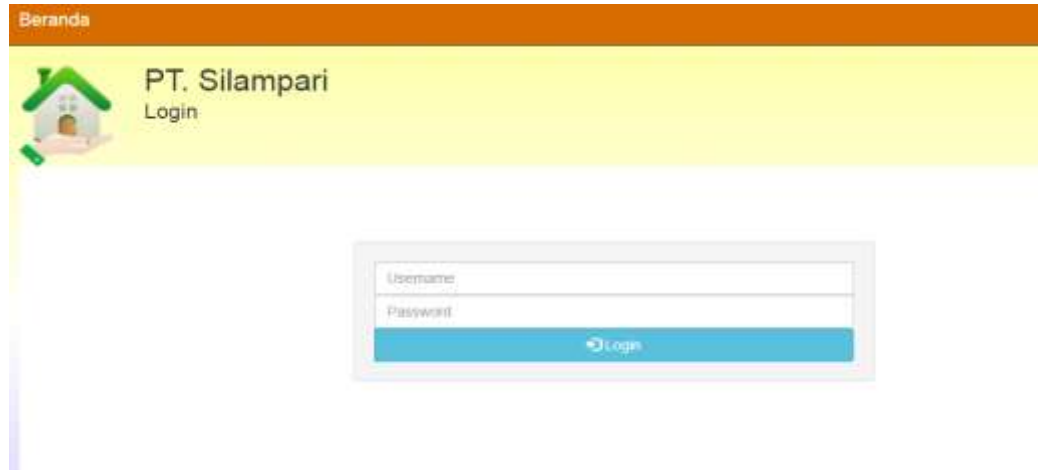 Beranda
PT. Silampari
Login
Username
Password
Login